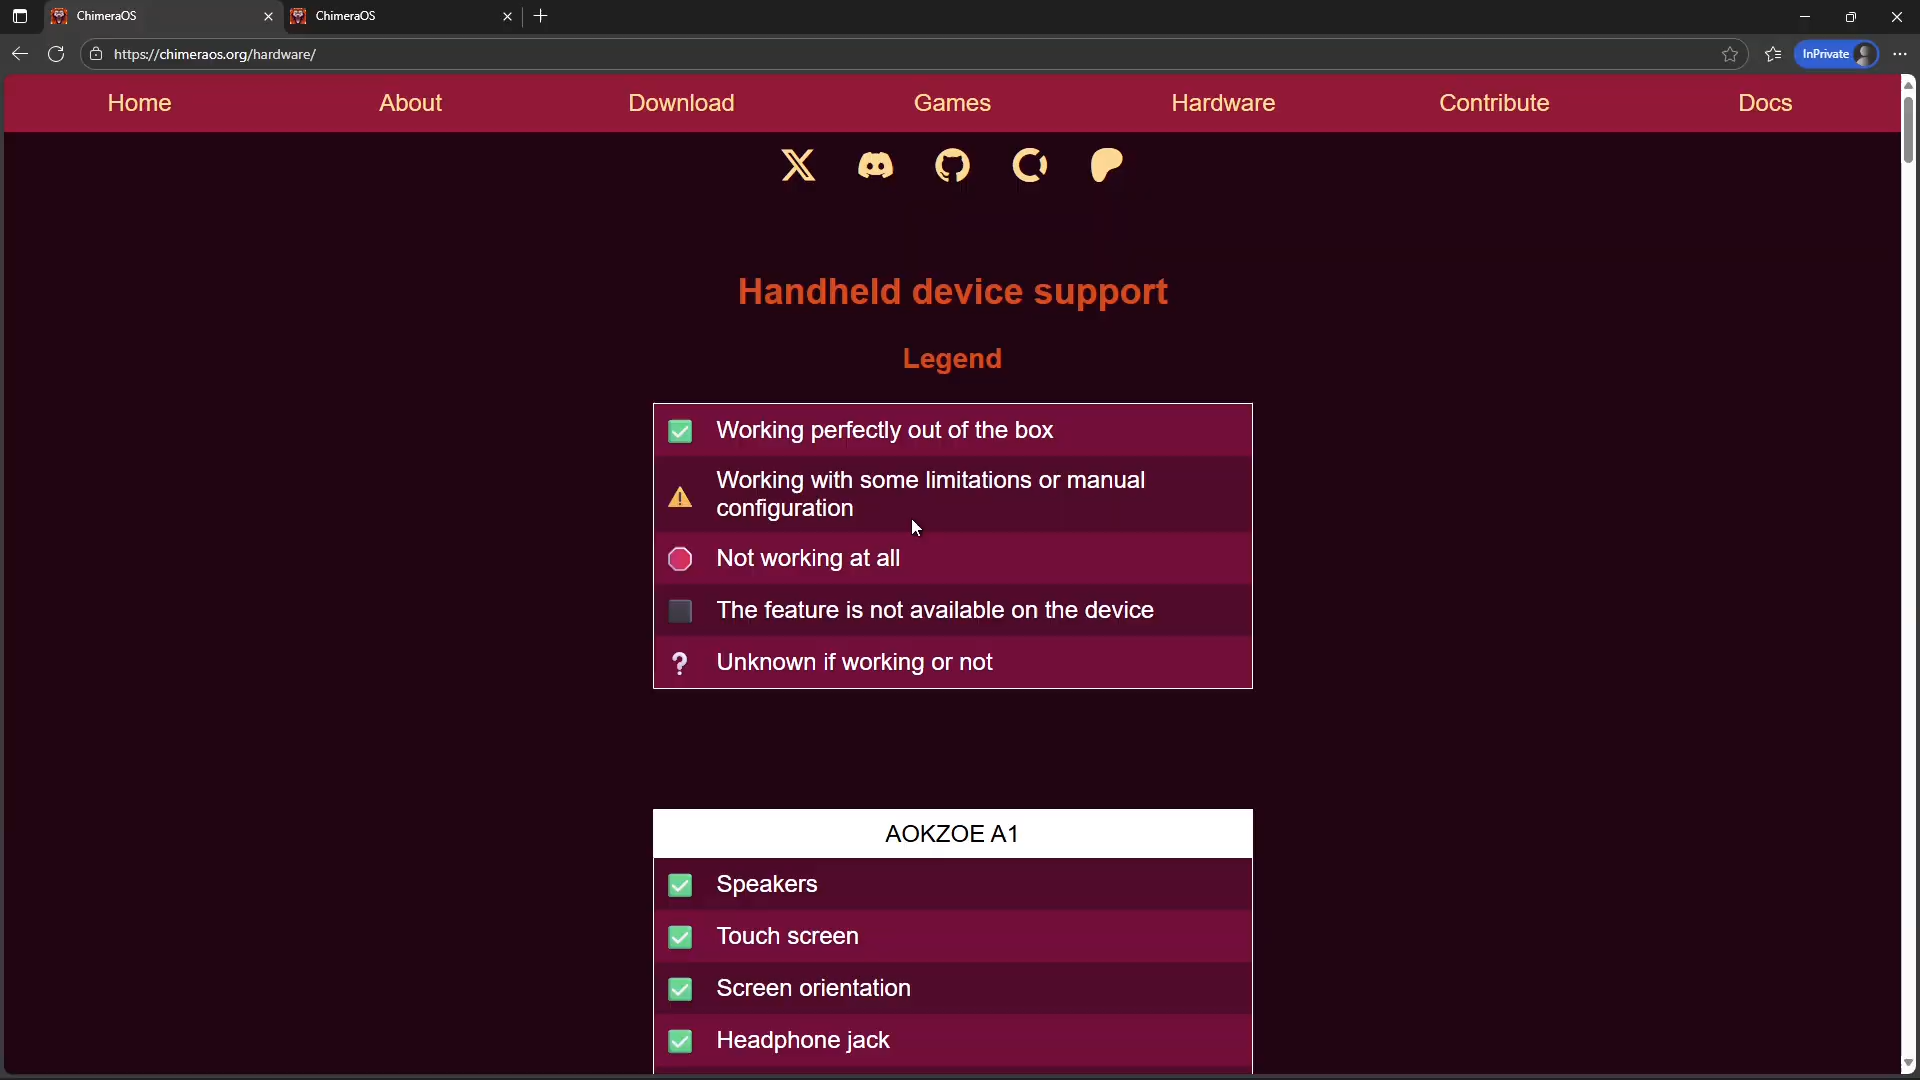 ChimeraOS
ChimeraOS
https://chimeraos.org/hardware/
InPrivate
Home
About
Download
Games
Hardware
Contribute
Docs
Handheld device support
Legend
Working perfectly out of the box
Working with some limitations or manual
configuration
Not working at all
The feature is not available on the device
Unknown if working or not
AOKZOE A1
Speakers
Touch screen
Screen orientation
Headphone jack